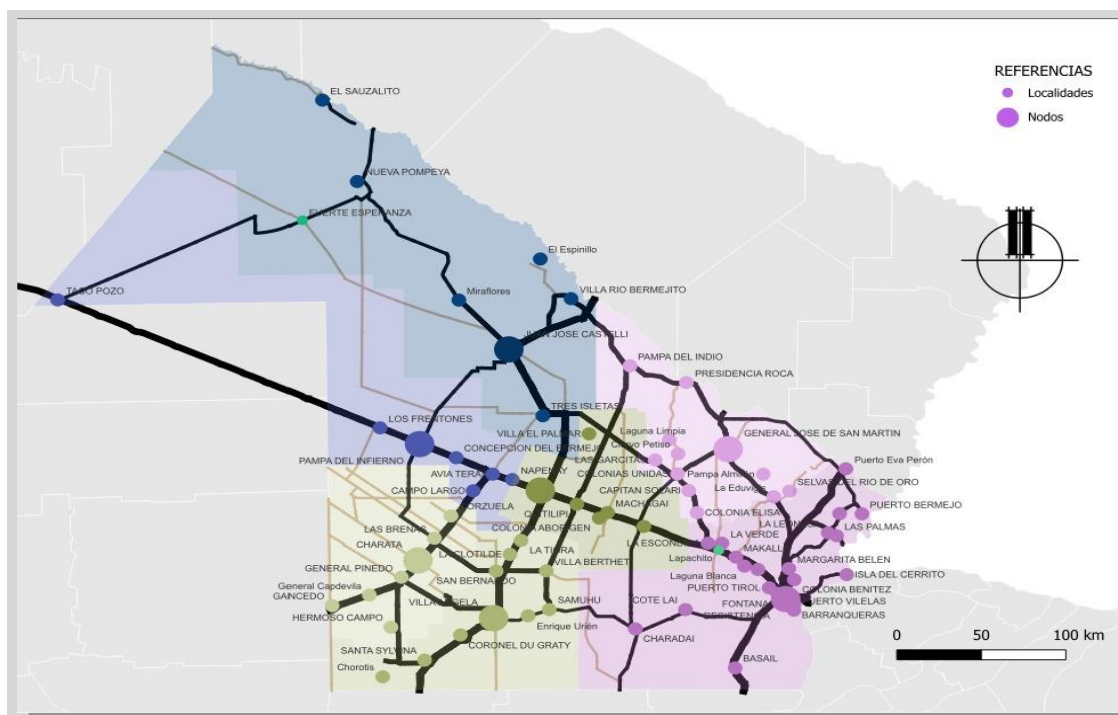 REFERENCIAS
Localidades
Nodos
EL SAUZALITO
NUEVA POMPEYA
FUERTE ESPERANZA
El Espinillo
TACO POZO
Miraflores
VILLA RIO BERMEJITO
JUAN JOSE CASTELLI
PAMPA DEL INDIO
PRESIDENCIA ROCA
TRES ISLETAS
LOS FRENTONES
VILLA EL PALMAR
Laguna Limpia
GENERAL JOSE DE SAN MARTIN
CONCEPCION DEL BERMEJO
Ciervo Petiso
PAMPA DEL INFIERNO
LAS GARCITAS
Puerto Eva Perón
AVIA TERAI
NAPENAY
COLONIAS UNIDAS
Pampa Almirón
SELVAS DEL RIO DE ORO
CAMPO LARGO
CAPITAN SOLARI
La Eduvigis
CORZUELA
MACHAGAI
QUITILIPI
COLONIA ELISA
PUERTO BERMEJO
LAS BREÑAS
COLONIA ABORIGEN
LA LEONESA
LAS PALMAS
CHARATA
LA CLOTILDE
LA TIGRA
LA ESCONDIDA
LA VERDE
MAKALLE
Lapachito
VILLA BERTHET
MARGARITA BELEN
GENERAL PINEDO
SAN BERNARDO
Laguna Blanca
ISLA DEL CERRITO
General Capdevila
PUERTO TIROL
COLONIA BENITEZ
GANCEDO
VILLA ANGELA
SAMUHU
COTE LAI
FONTANA
PUERTO VILELAS
HERMOSO CAMPO
Enrique Urién
RESISTENCIA
BARRANQUERAS
CHARADAI
CORONEL DU GRATY
SANTA SYLVINA
BASAIL
Chorotis
0 50 100 km